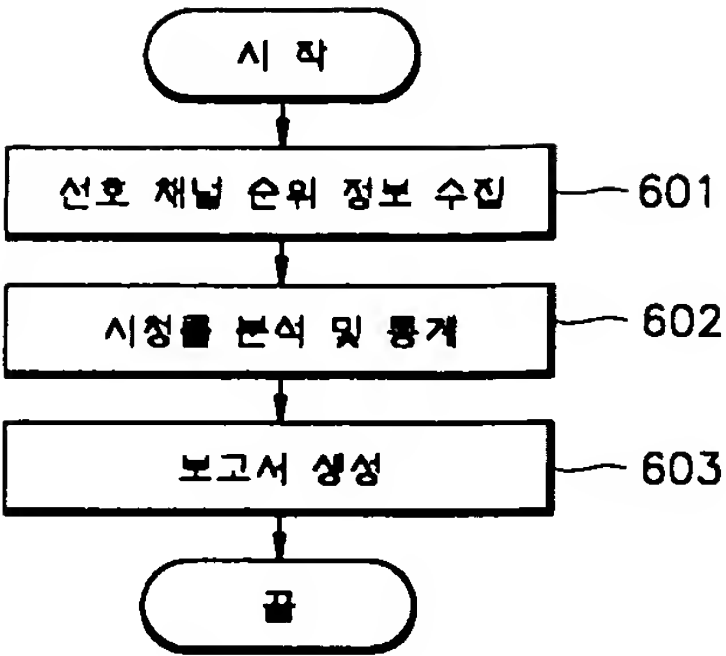 시 작
선호 채널 순위 정보 수집
601
시청률 분석 및 통계
602
보고서 생성
603
끝